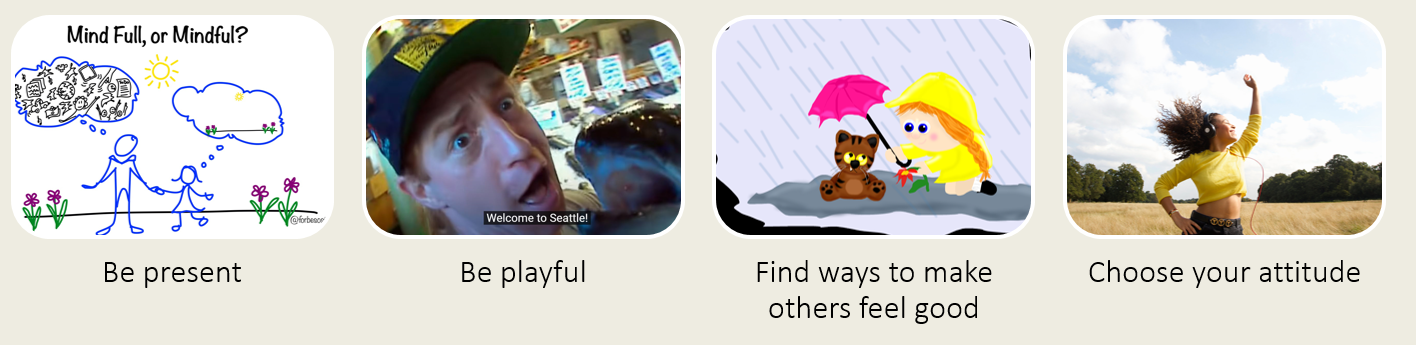 Mind Full, or Mindful?
@forbesos
Welcome to Seattle!
Be present
Be playful
Find ways to make
others feel good
Choose your attitude